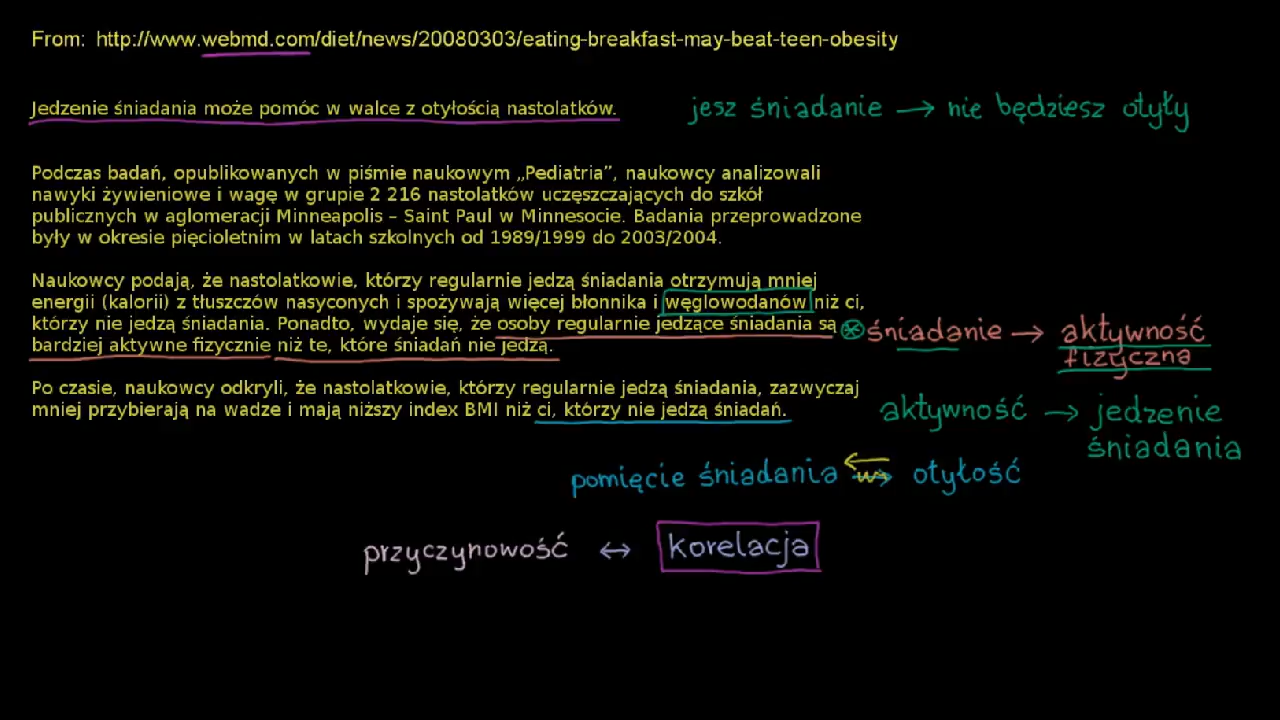 From: http://www.webmd.com/diet/news/20080303/eating-breakfast-may-beat-teen-obesity
Jedzenie śniadania może pomóc w walce z otyłością nastolatków.
jesz śniadanie → nie będziesz otyły
Podczas badań, opublikowanych w piśmie naukowym „Pediatria”, naukowcy analizowali
nawyki żywieniowe i wagę w grupie 2 216 nastolatków uczęszczających do szkół
publicznych w aglomeracji Minneapolis – Saint Paul w Minnesocie. Badania przeprowadzone
były w okresie pięcioletnim w latach szkolnych od 1989/1999 do 2003/2004.
Naukowcy podają, że nastolatkowie, którzy regularnie jedzą śniadania otrzymują mniej
energii (kalorii) z tłuszczów nasyconych i spożywają więcej błonnika i węglowodanów niż ci,
którzy nie jedzą śniadania. Ponadto, wydaje się, że osoby regularnie jedzące śniadania są
bardziej aktywne fizycznie niż te, które śniadań nie jedzą.
śniadanie → aktywność
fizyczna
Po czasie, naukowcy odkryli, że nastolatkowie, którzy regularnie jedzą śniadania, zazwyczaj
mniej przybierają na wadze i mają niższy index BMI niż ci, którzy nie jedzą śniadań.
aktywność → jedzenie
śniadania
pomięcie śniadania → otyłość
przyczynowość ↔ korelacja